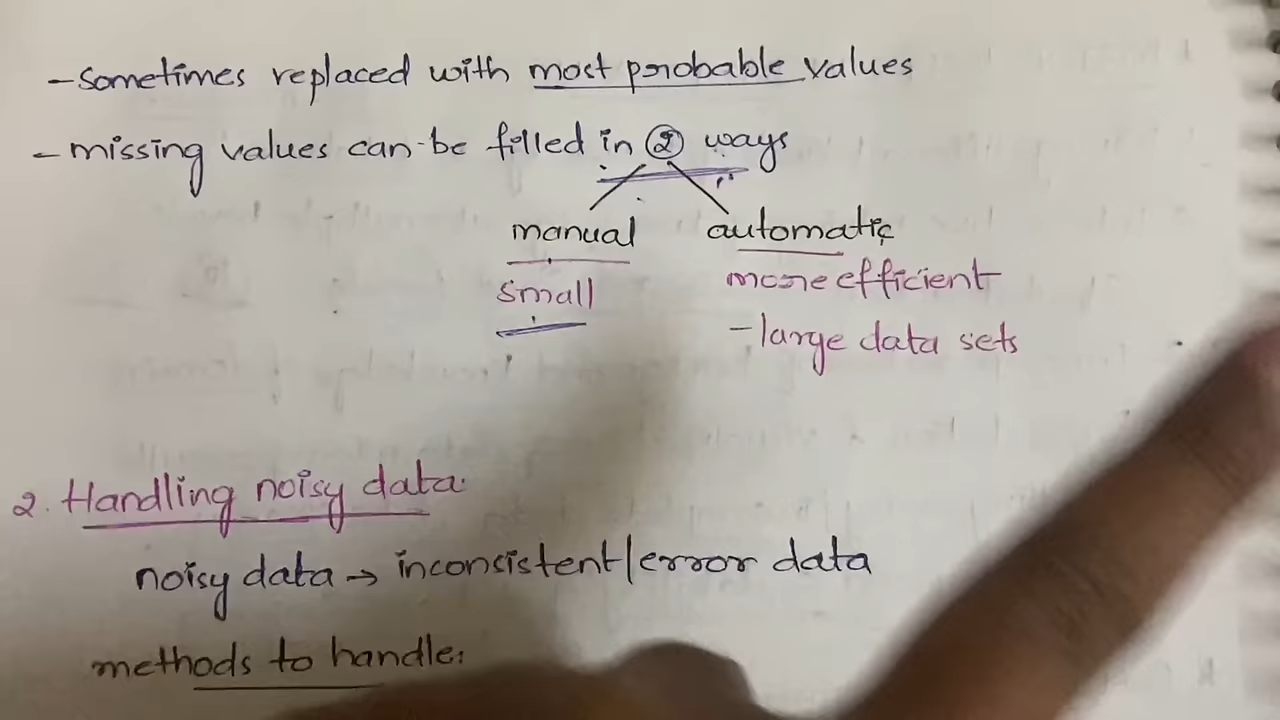 - sometimes replaced with most probable values
- missing values can be filled in 2 ways
manual automatic
small more efficient
- large data sets
2. Handling noisy data.
noisy data → inconsistent/error data
methods to handle: